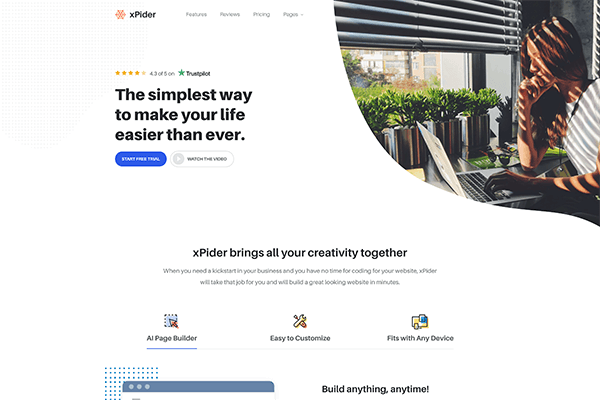 xPider
Features Reviews Pricing Pages
4.3 of 5 on Trustpilot
The simplest way
to make your life
easier than ever.
START FREE TRIAL WATCH THE VIDEO
xPider brings all your creativity together
When you need a kickstart in your business and you have no time for coding for your website, xPider
will take that job for you and will build a great leaking website in minutes.
AI Page Builder Easy to Customize Fits with Any Device
Build anything, anytime!